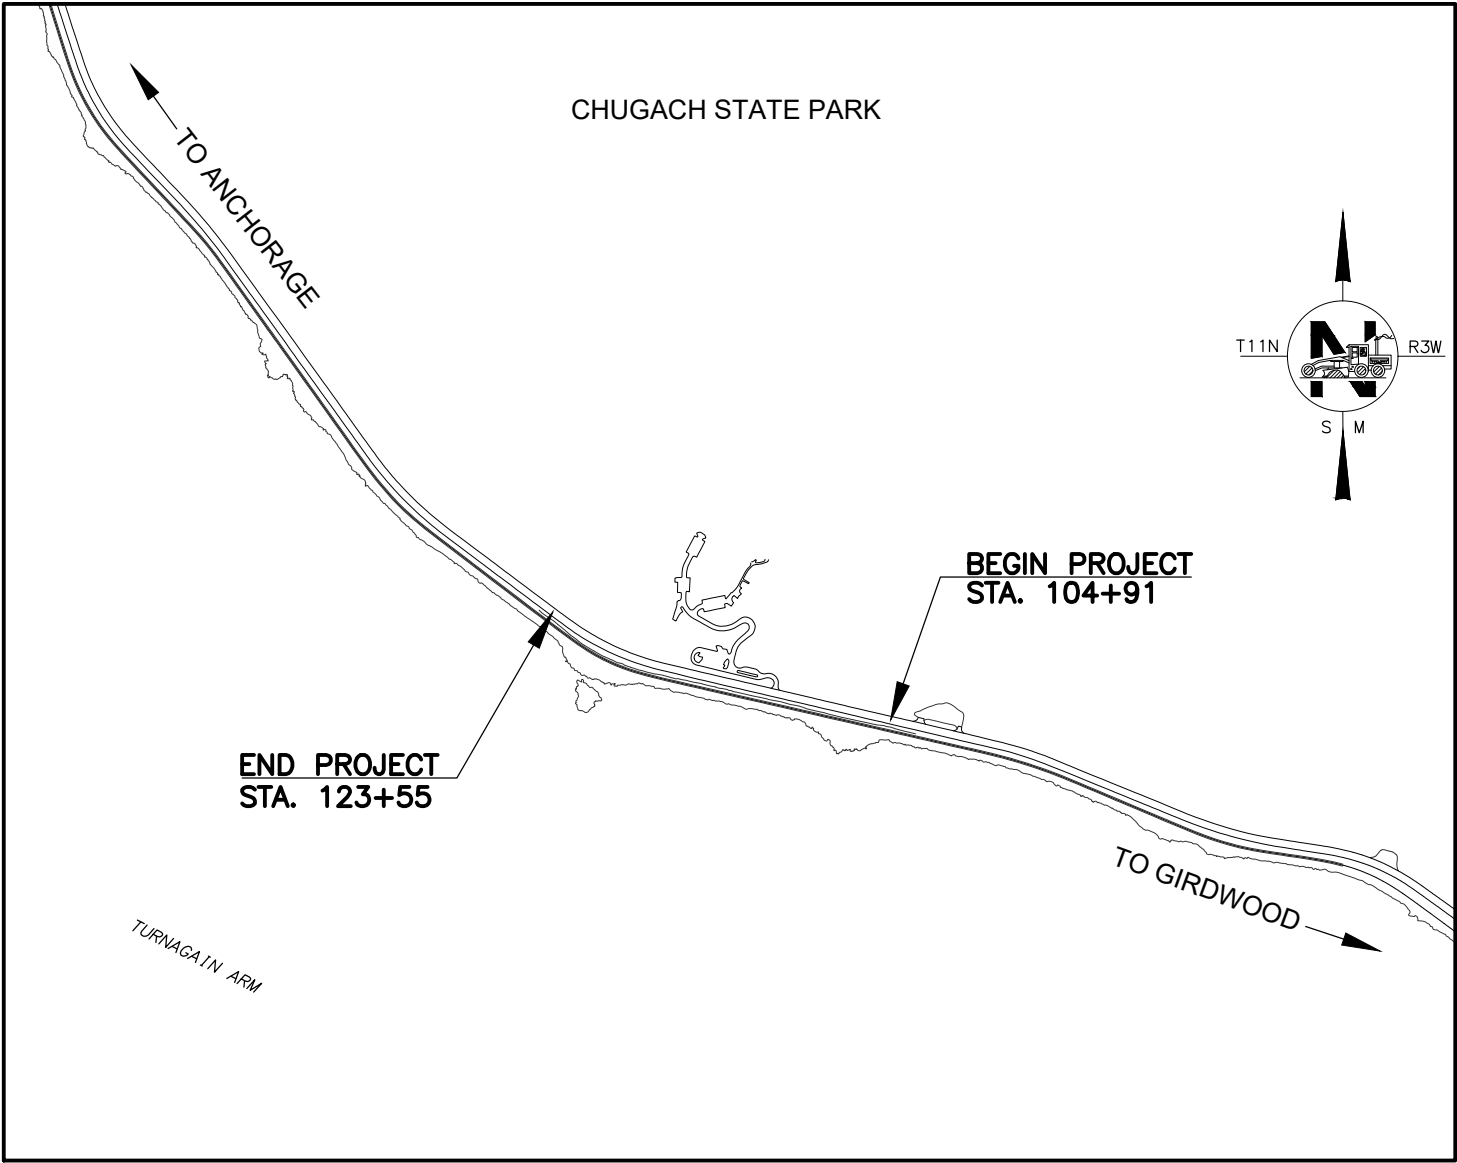 CHUGACH STATE PARK
TO ANCHORAGE
N
T11N
R3W
S M
BEGIN PROJECT
STA. 104+91
END PROJECT
STA. 123+55
TO GIRDWOOD
TURNAGAIN ARM